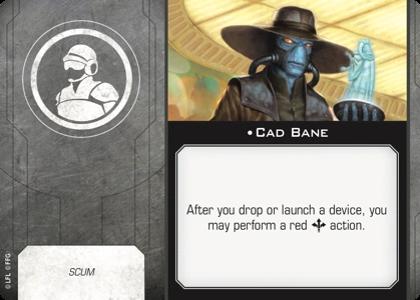 •CAD BANE
After you drop or launch a device, you
may perform a red action.
SCUM
©LFL ©FFG